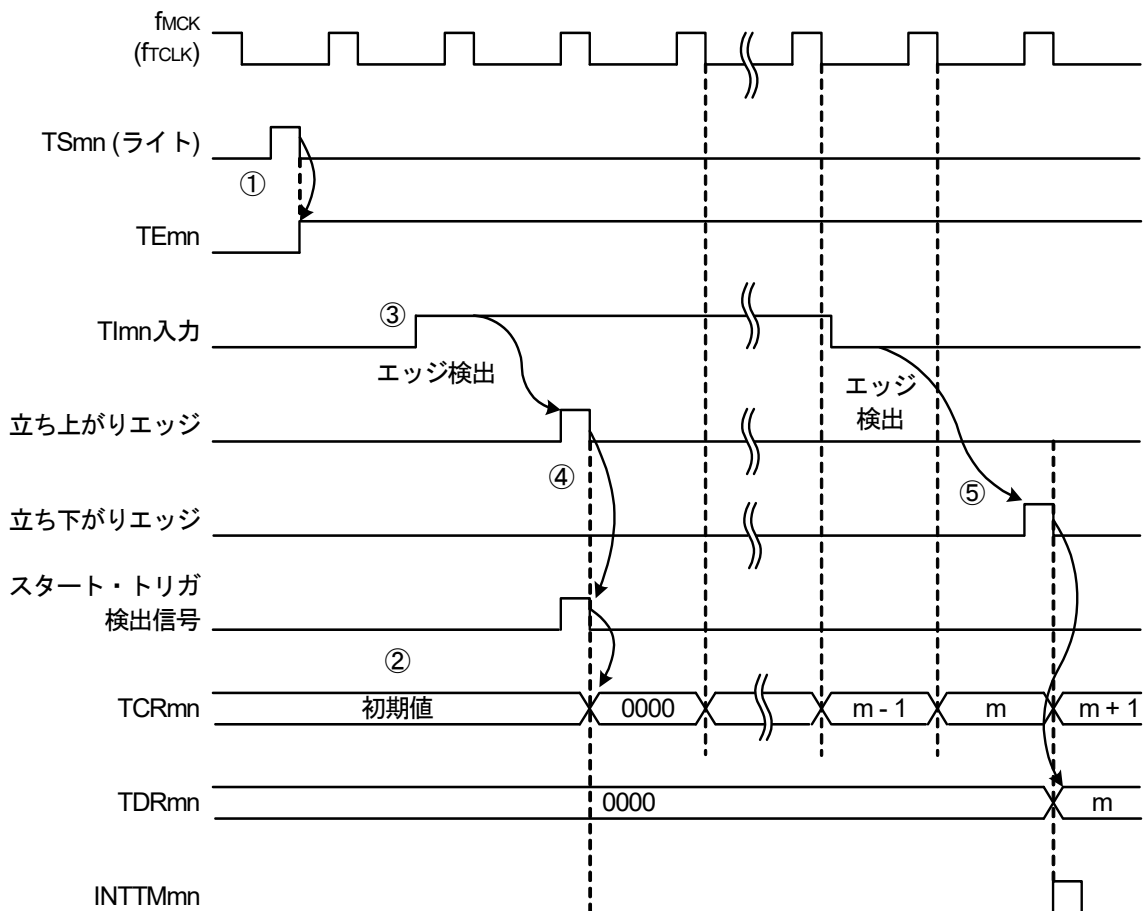 fMCK
(fTCLK)
TSmn (ライト)
①
TEmn
③
TImn入力
エッジ検出
エッジ
検出
立ち上がりエッジ
④
⑤
立ち下がりエッジ
スタート・トリガ
検出信号
②
TCRmn
初期値
0000
m - 1
m
m + 1
TDRmn
0000
m
INTTMmn